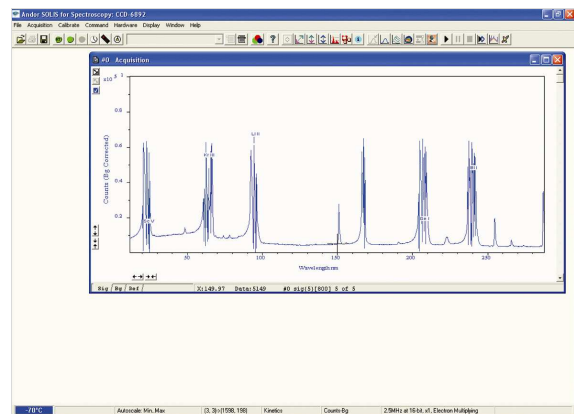 Andor SOLIS for Spectroscopy: CCD-6892
File Acquisition Calibrate Command Hardware Display Window Help
#0 Acquisition
x10 5 1
0.8
0.6
0.4
0.2
Counts (Bg Corrected)
50 100 150 200 250
Wavelength nm
Sig Bg Ref X:149.97 Data:5149 #0 sig(5)[800] 5 of 5
-70°C Autoscale: Min..Max (3, 3)->(1598, 198) Kinetics Counts-Bg 2.5MHz at 16-bit, x1, Electron Multiplying